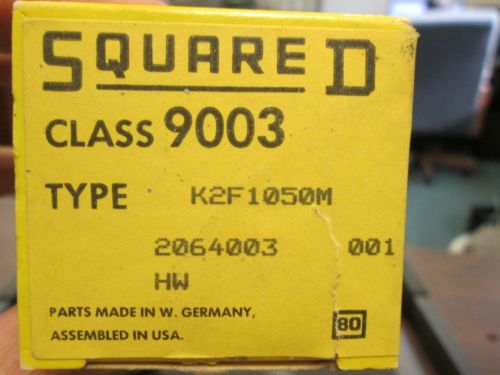 SQUARE D
CLASS 9003
TYPE K2F1050M
2064003 001
HW
PARTS MADE IN W. GERMANY,
ASSEMBLED IN USA.
80